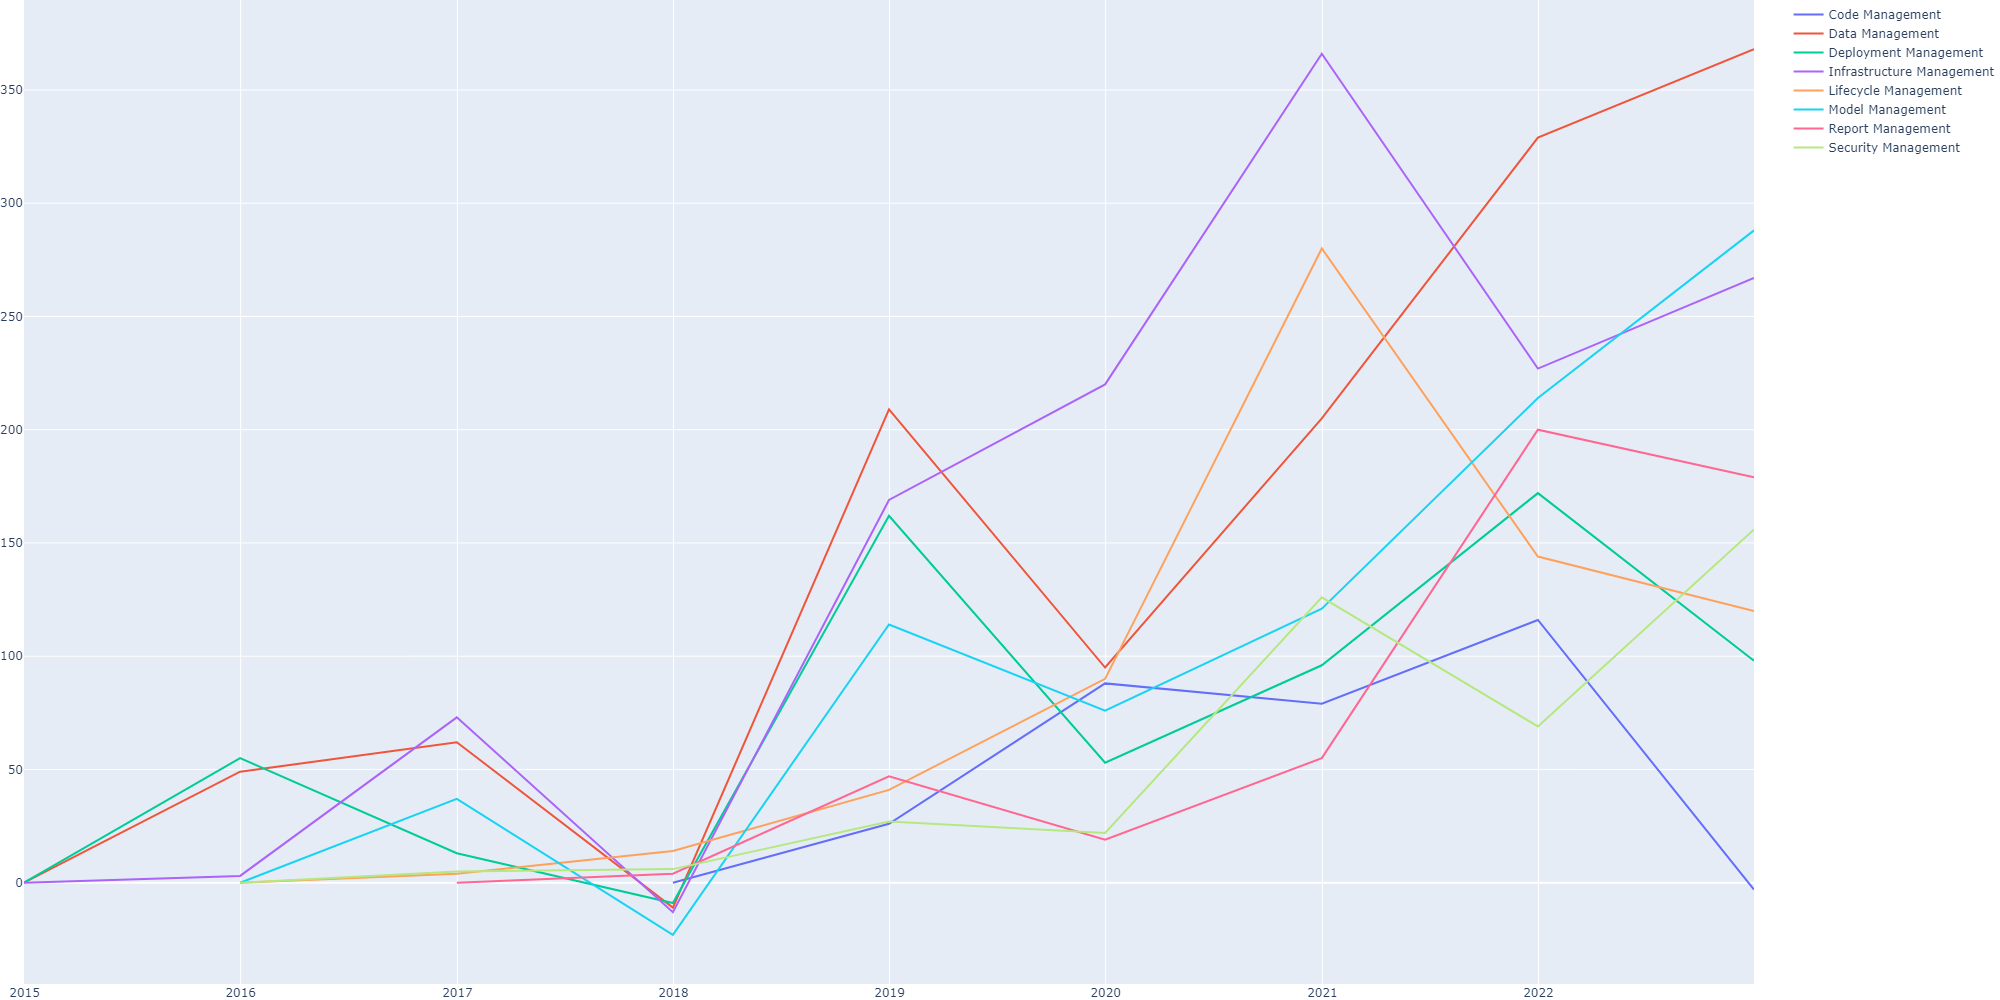 Code Management
Data Management
Deployment Management
Infrastructure Management
Lifecycle Management
Model Management
Report Management
Security Management
350
300
250
200
150
100
50
0
2015 2016 2017 2018 2019 2020 2021 2022